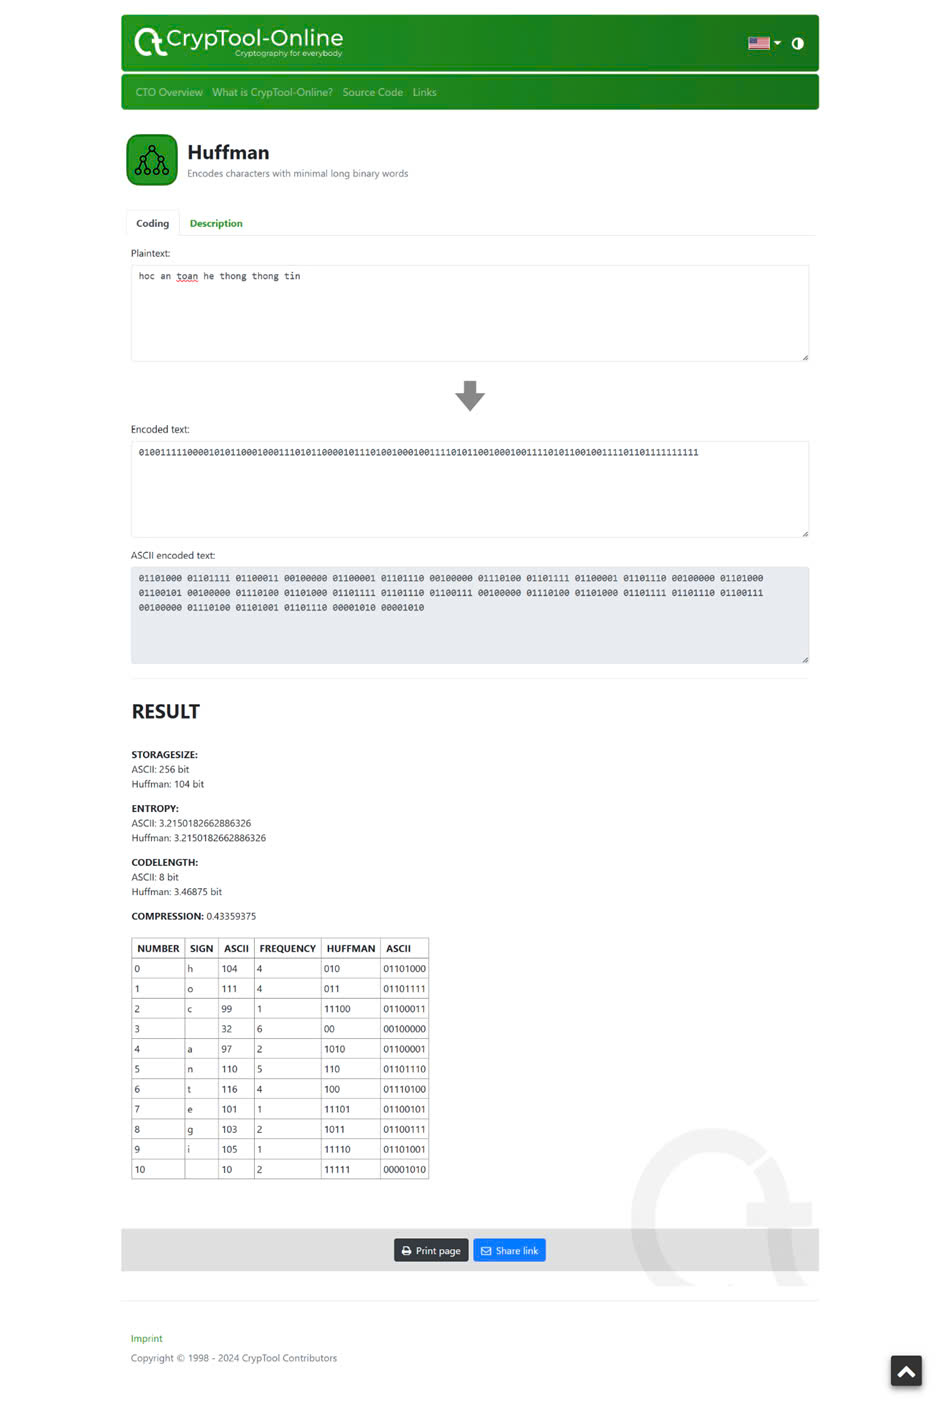 CrypTool-Online
Cryptography for everybody
CTO Overview What is CrypTool-Online? Source Code Links
Huffman
Encodes characters with minimal long binary words
Coding Description
Plaintext:
hoc an toan he thong thong tin
Encoded text:
01001111100001010110001000111010110000101110100100010011110101100100010011110101100100111101101111111111
ASCII encoded text:
01101000 01101111 01100011 00100000 01100001 01101110 00100000 01110100 01101111 01100001 01101110 00100000 01101000
01100101 00100000 01110100 01101000 01101111 01101110 01100111 00100000 01110100 01101000 01101111 01101110 01100111
00100000 01110100 01101001 01101110 00001010 00001010
RESULT
STORAGESIZE:
ASCII: 256 bit
Huffman: 104 bit
ENTROPY:
ASCII: 3.2150182662886326
Huffman: 3.2150182662886326
CODELENGTH:
ASCII: 8 bit
Huffman: 3.46875 bit
COMPRESSION: 0.43359375
NUMBER SIGN ASCII FREQUENCY HUFFMAN ASCII
0 h 104 4 010 01101000
1 o 111 4 011 01101111
2 c 99 1 11100 01100011
3 32 6 00 00100000
4 a 97 2 1010 01100001
5 n 110 5 110 01101110
6 t 116 4 100 01110100
7 e 101 1 11101 01100101
8 g 103 2 1011 01100111
9 i 105 1 11110 01101001
10 10 2 11111 00001010
Print page Share link
Imprint
Copyright © 1998 - 2024 CrypTool Contributors